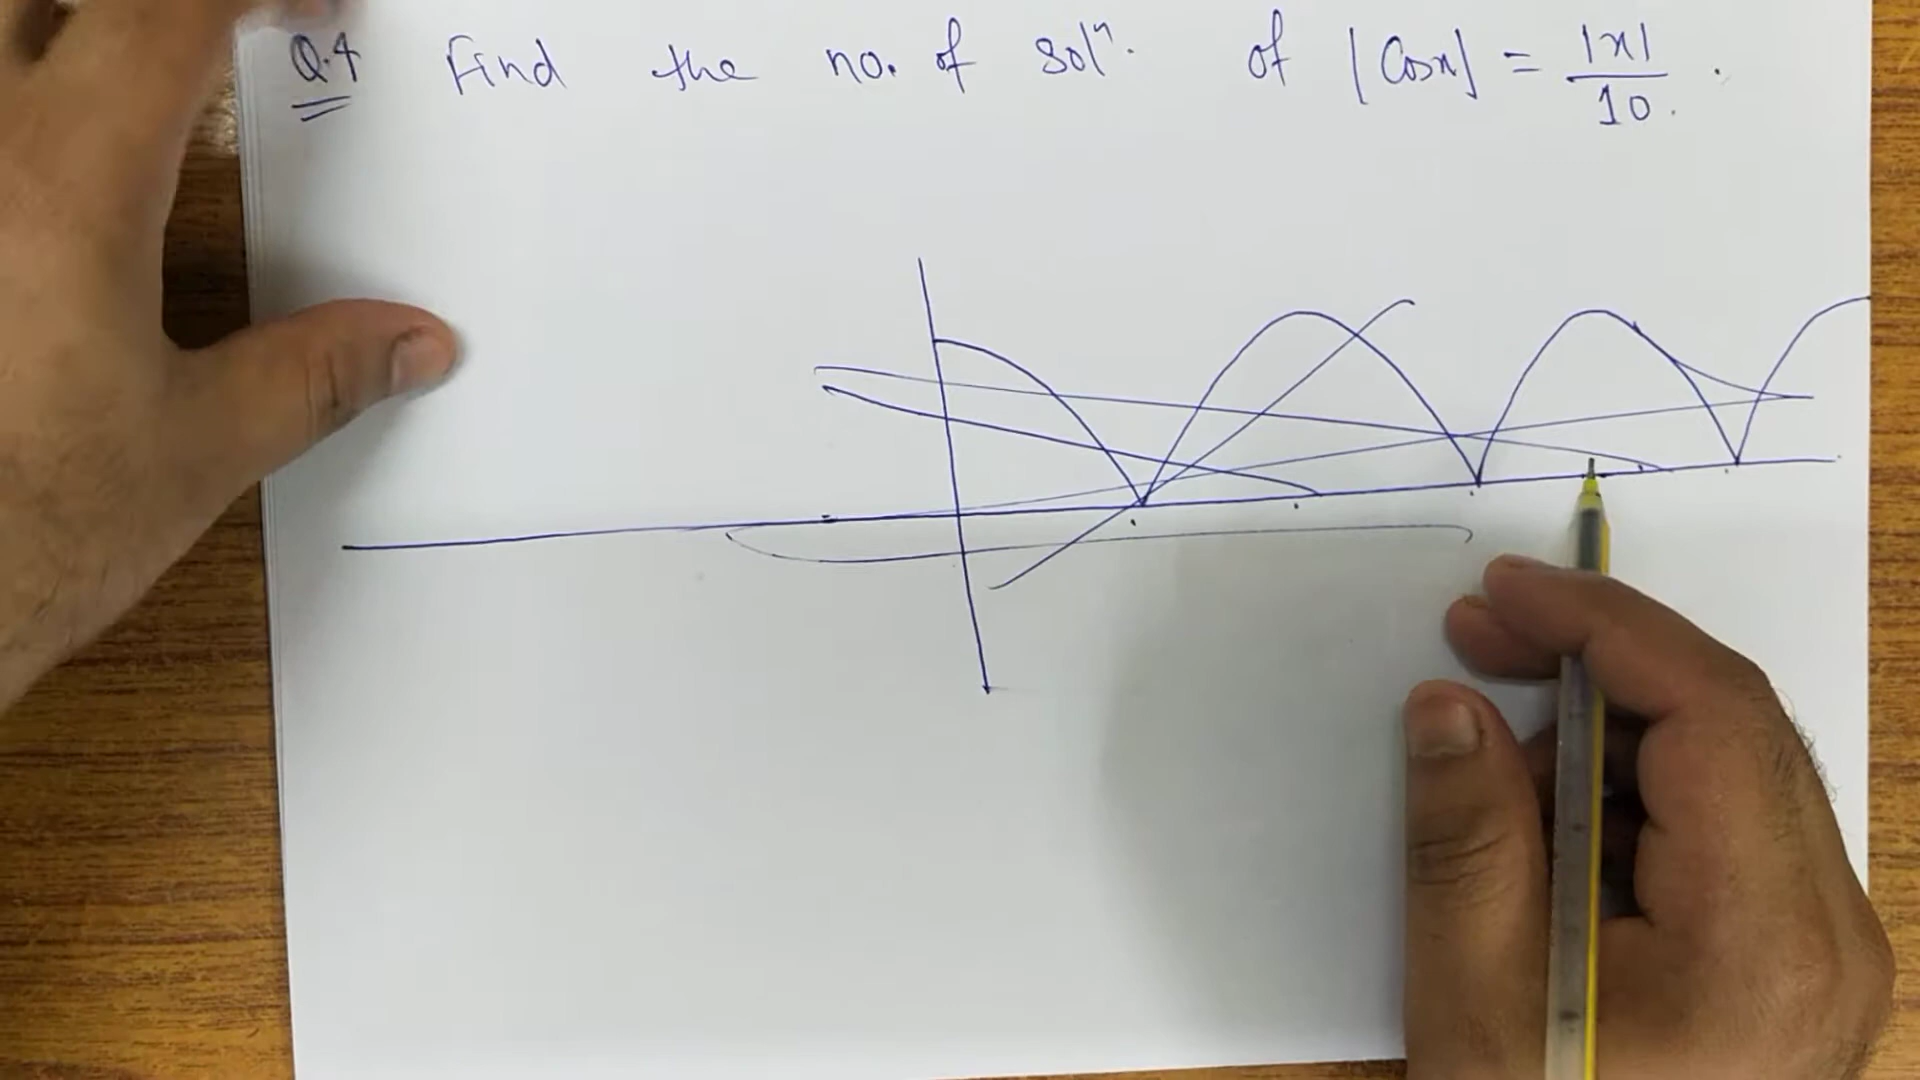 Q.4 Find the no. of solⁿ. of |Cosx| = |x|/10.